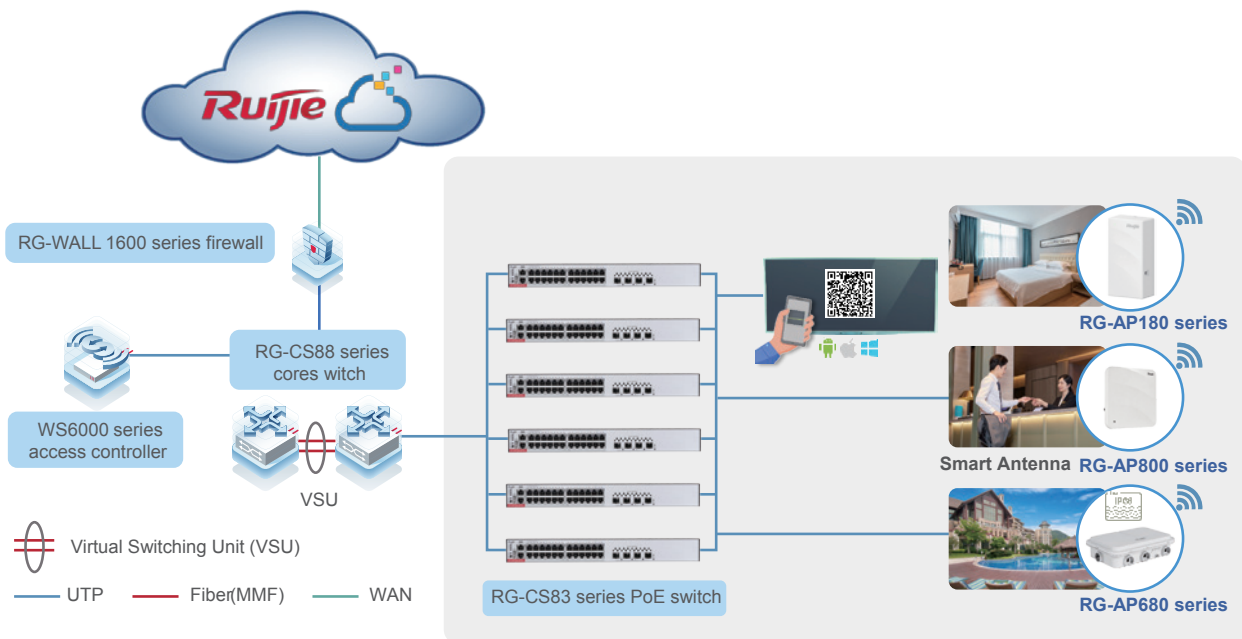 Ruijie
RG-WALL 1600 series firewall
RG-CS88 series
cores witch
WS6000 series
access controller
VSU
Virtual Switching Unit (VSU)
UTP
Fiber(MMF)
WAN
RG-CS83 series PoE switch
RG-AP180 series
Smart Antenna
RG-AP800 series
IP68
RG-AP680 series